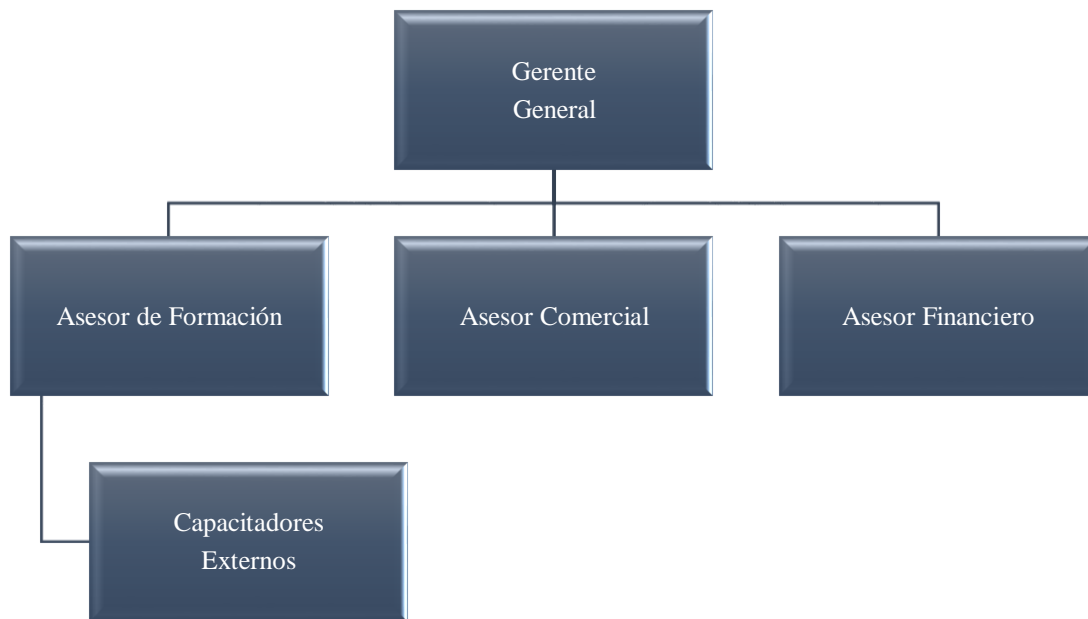 Gerente
General
Asesor de Formación
Asesor Comercial
Asesor Financiero
Capacitadores
Externos